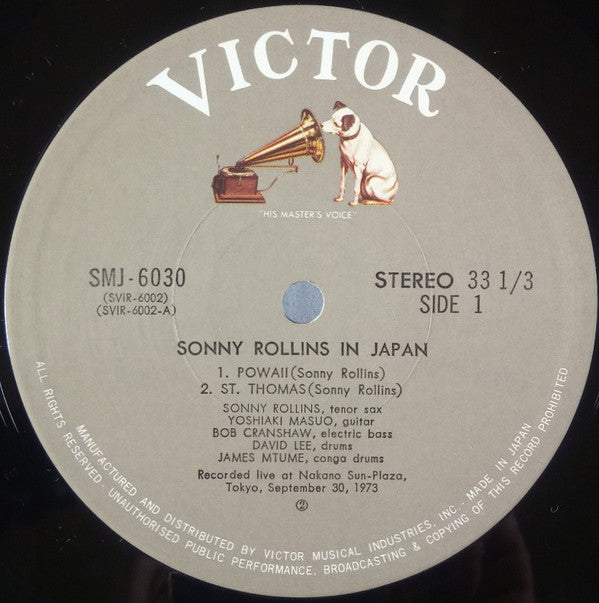 VICTOR
"HIS MASTER'S VOICE"
SMJ-6030
(SVIR-6002)
(SVIR-6002-A)
STEREO 33 1/3
SIDE 1
SONNY ROLLINS IN JAPAN
1. POWAII(Sonny Rollins)
2. ST. THOMAS(Sonny Rollins)
SONNY ROLLINS, tenor sax
YOSHIAKI MASUO, guitar
BOB CRANSHAW, electric bass
DAVID LEE, drums
JAMES MTUME, conga drums
Recorded live at Nakano Sun-Plaza,
Tokyo, September 30, 1973
②
MANUFACTURED AND DISTRIBUTED BY VICTOR MUSICAL INDUSTRIES, INC., MADE IN JAPAN
ALL RIGHTS RESERVED. UNAUTHORISED PUBLIC PERFORMANCE, BROADCASTING & COPYING OF THIS RECORD PROHIBITED